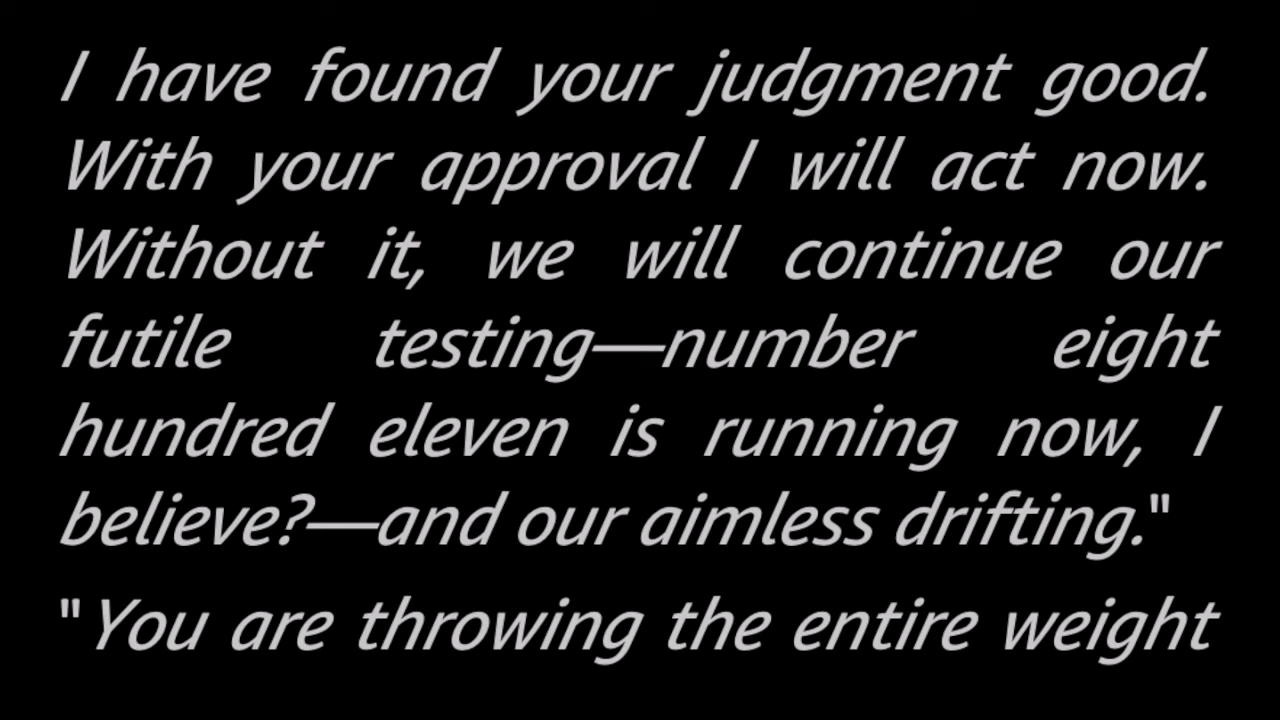 I have found your judgment good.
With your approval I will act now.
Without it, we will continue our
futile testing—number eight
hundred eleven is running now, I
believe?—and our aimless drifting."
"You are throwing the entire weight